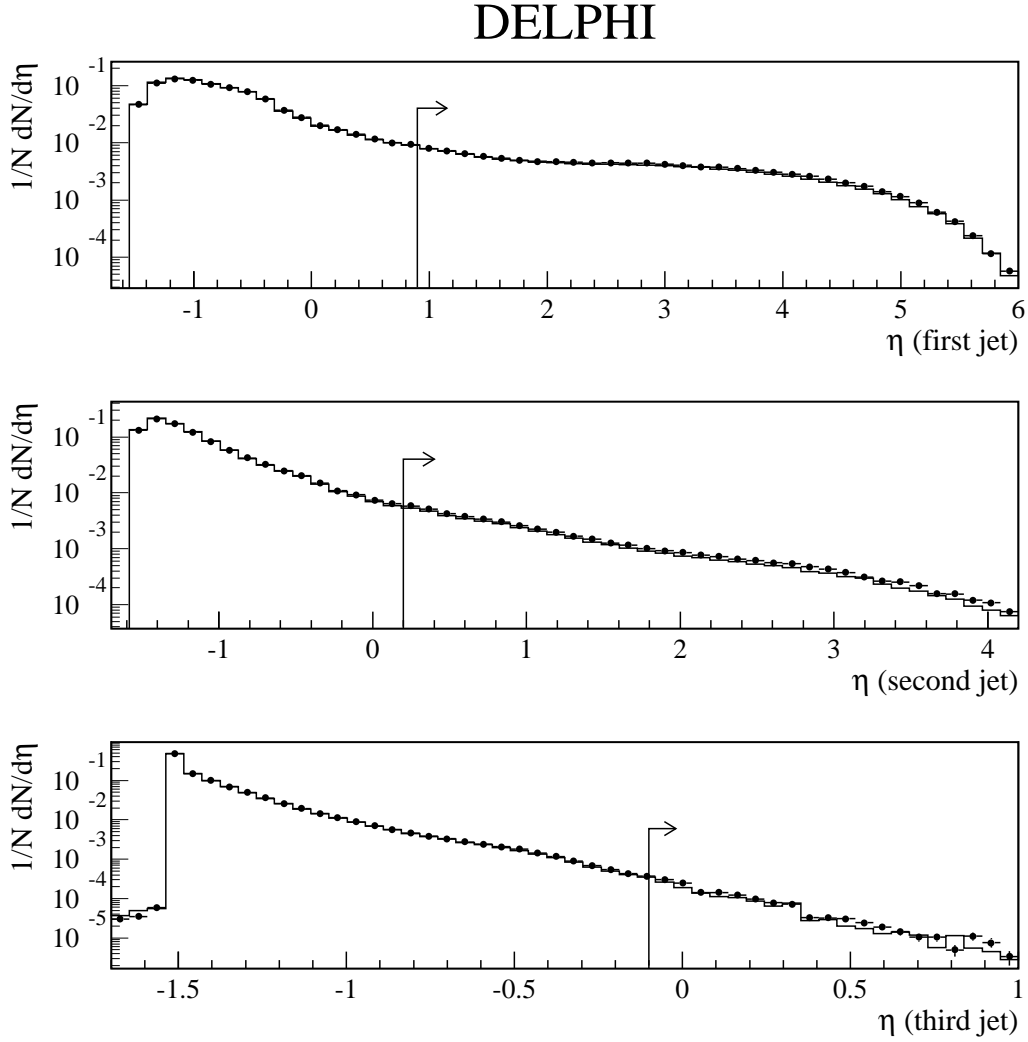 DELPHI
1/N dN/dη
10 -1
10 -2
10 -3
10 -4
-1 0 1 2 3 4 5 6
η (first jet)
1/N dN/dη
10 -1
10 -2
10 -3
10 -4
-1 0 1 2 3 4
η (second jet)
1/N dN/dη
10 -1
10 -2
10 -3
10 -4
10 -5
-1.5 -1 -0.5 0 0.5 1
η (third jet)